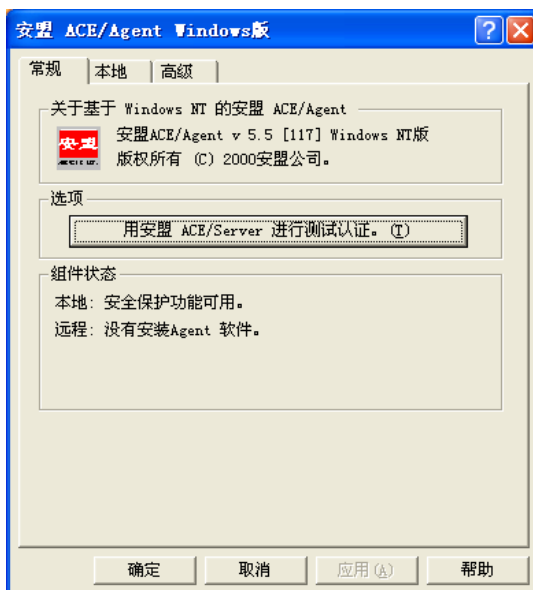 安盟 ACE/Agent Windows版
常规 本地 高级
关于基于 Windows NT 的安盟 ACE/Agent
安盟
安盟ACE/Agent v 5.5 [117] Windows NT版
版权所有 (C) 2000安盟公司。
选项
用安盟 ACE/Server 进行测试认证。(T)
组件状态
本地: 安全保护功能可用。
远程: 没有安装Agent 软件。
确定 取消 应用(A) 帮助